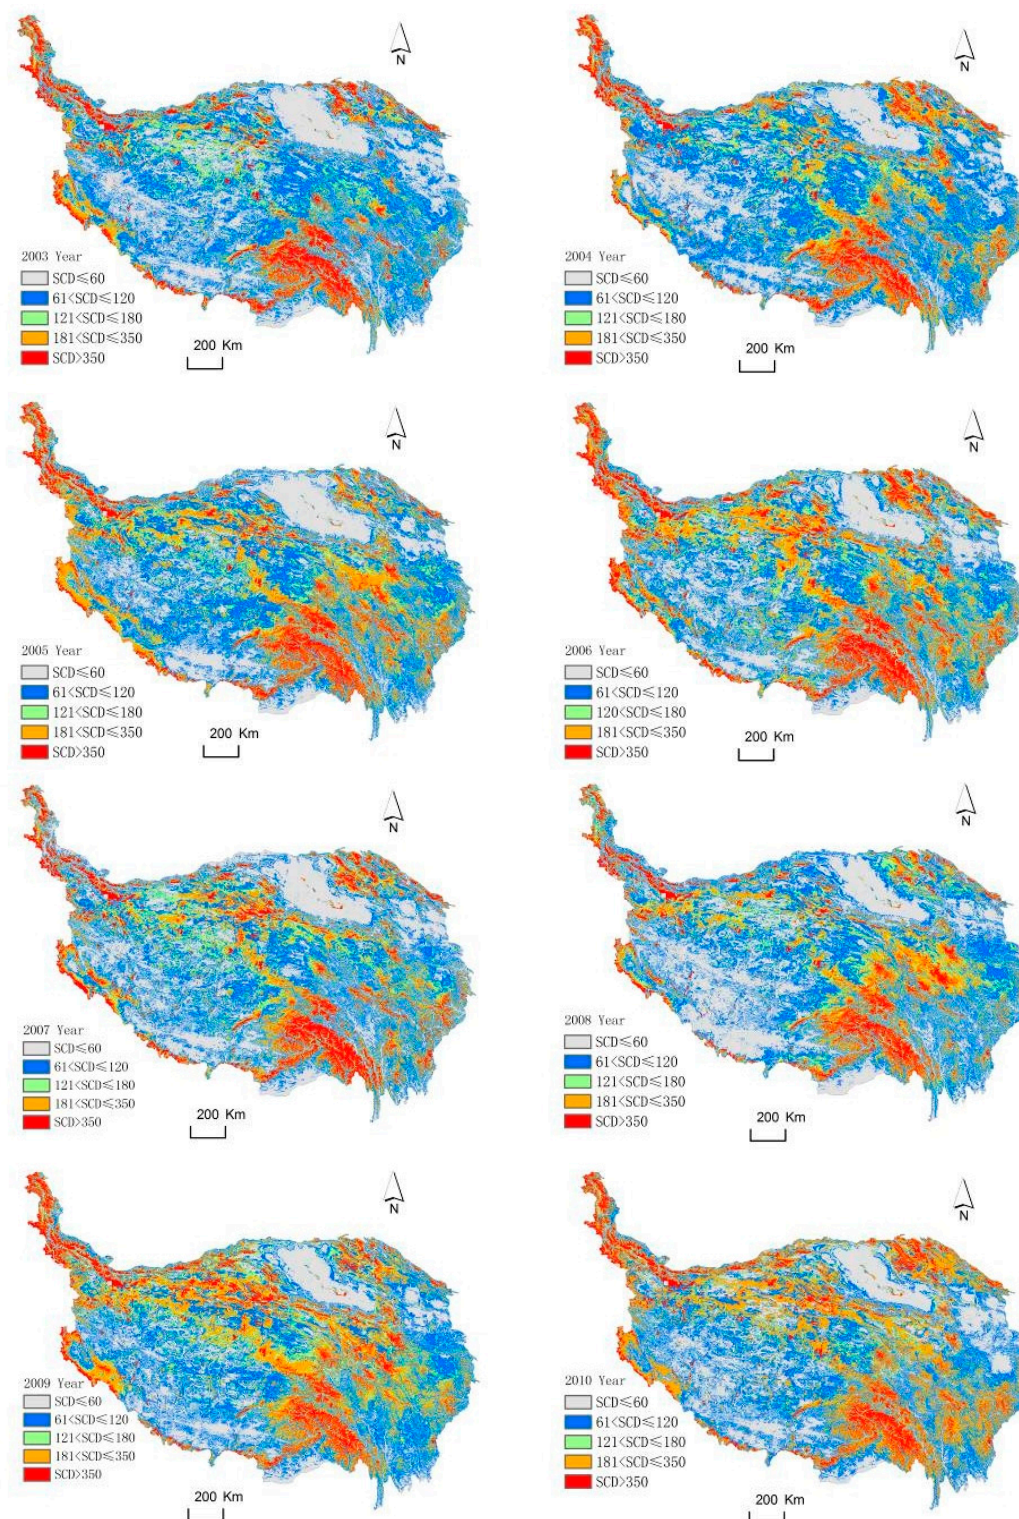 N
2003 Year
SCD≤60
61<SCD≤120
121<SCD≤180
181<SCD≤350
SCD>350
200 Km
N
2004 Year
SCD≤60
61<SCD≤120
121<SCD≤180
181<SCD≤350
SCD>350
200 Km
N
2005 Year
SCD≤60
61<SCD≤120
121<SCD≤180
181<SCD≤350
SCD>350
200 Km
N
2006 Year
SCD≤60
61<SCD≤120
120<SCD≤180
181<SCD≤350
SCD>350
200 Km
N
2007 Year
SCD≤60
61<SCD≤120
121<SCD≤180
181<SCD≤350
SCD>350
200 Km
N
2008 Year
SCD≤60
61<SCD≤120
121<SCD≤180
181<SCD≤350
SCD>350
200 Km
N
2009 Year
SCD≤60
61<SCD≤120
121<SCD≤180
181<SCD≤350
SCD>350
200 Km
N
2010 Year
SCD≤60
61<SCD≤120
121<SCD≤180
181<SCD≤350
SCD>350
200 Km